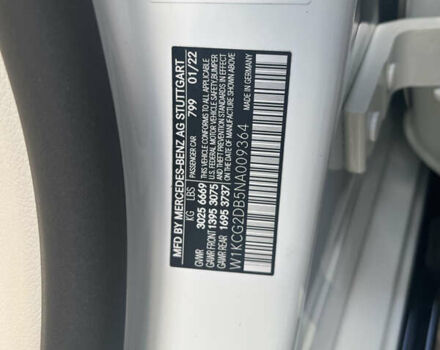 MFD BY MERCEDES-BENZ AG STUTTGART
PASSENGER CAR 799 01/22
KG LBS THIS VEHICLE CONFORMS TO ALL APPLICABLE
GVWR 3025 6669 U.S. FEDERAL MOTOR VEHICLE SAFETY, BUMPER
GAWR FRONT 1395 3075 AND THEFT PREVENTION STANDARDS IN EFFECT
GAWR REAR 1695 3737 ON THE DATE OF MANUFACTURE SHOWN ABOVE
W1KCG2DB5NA009364 MADE IN GERMANY